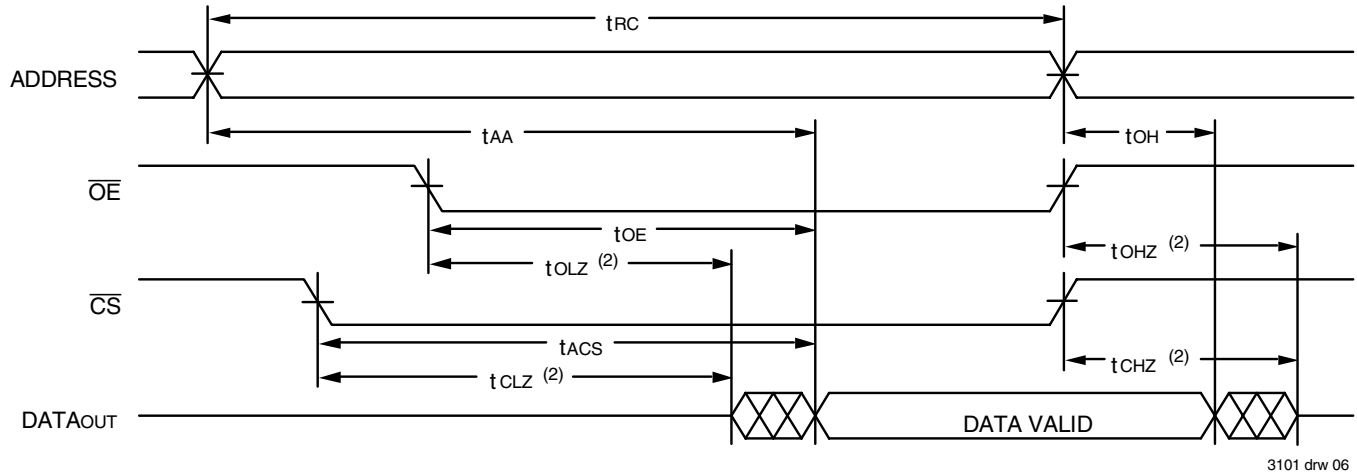 tRC
ADDRESS
tAA
tOH
OE
tOE
tOLZ (2)
tOHZ (2)
CS
tACS
tCLZ (2)
tCHZ (2)
DATAOUT
DATA VALID
3101 drw 06